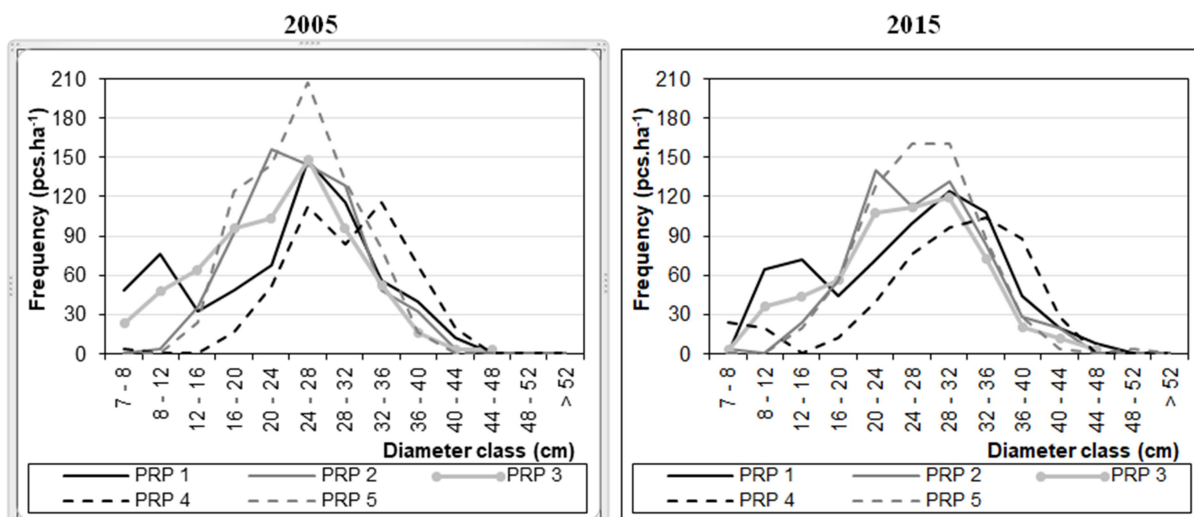 2005
Frequency (pcs.ha⁻¹)
210
180
150
120
90
60
30
0
7 - 8
8 - 12
12 - 16
16 - 20
20 - 24
24 - 28
28 - 32
32 - 36
36 - 40
40 - 44
44 - 48
48 - 52
> 52
Diameter class (cm)
PRP 1 PRP 2 PRP 3
PRP 4 PRP 5
2015
Frequency (pcs.ha⁻¹)
210
180
150
120
90
60
30
0
7 - 8
8 - 12
12 - 16
16 - 20
20 - 24
24 - 28
28 - 32
32 - 36
36 - 40
40 - 44
44 - 48
48 - 52
> 52
Diameter class (cm)
PRP 1 PRP 2 PRP 3
PRP 4 PRP 5